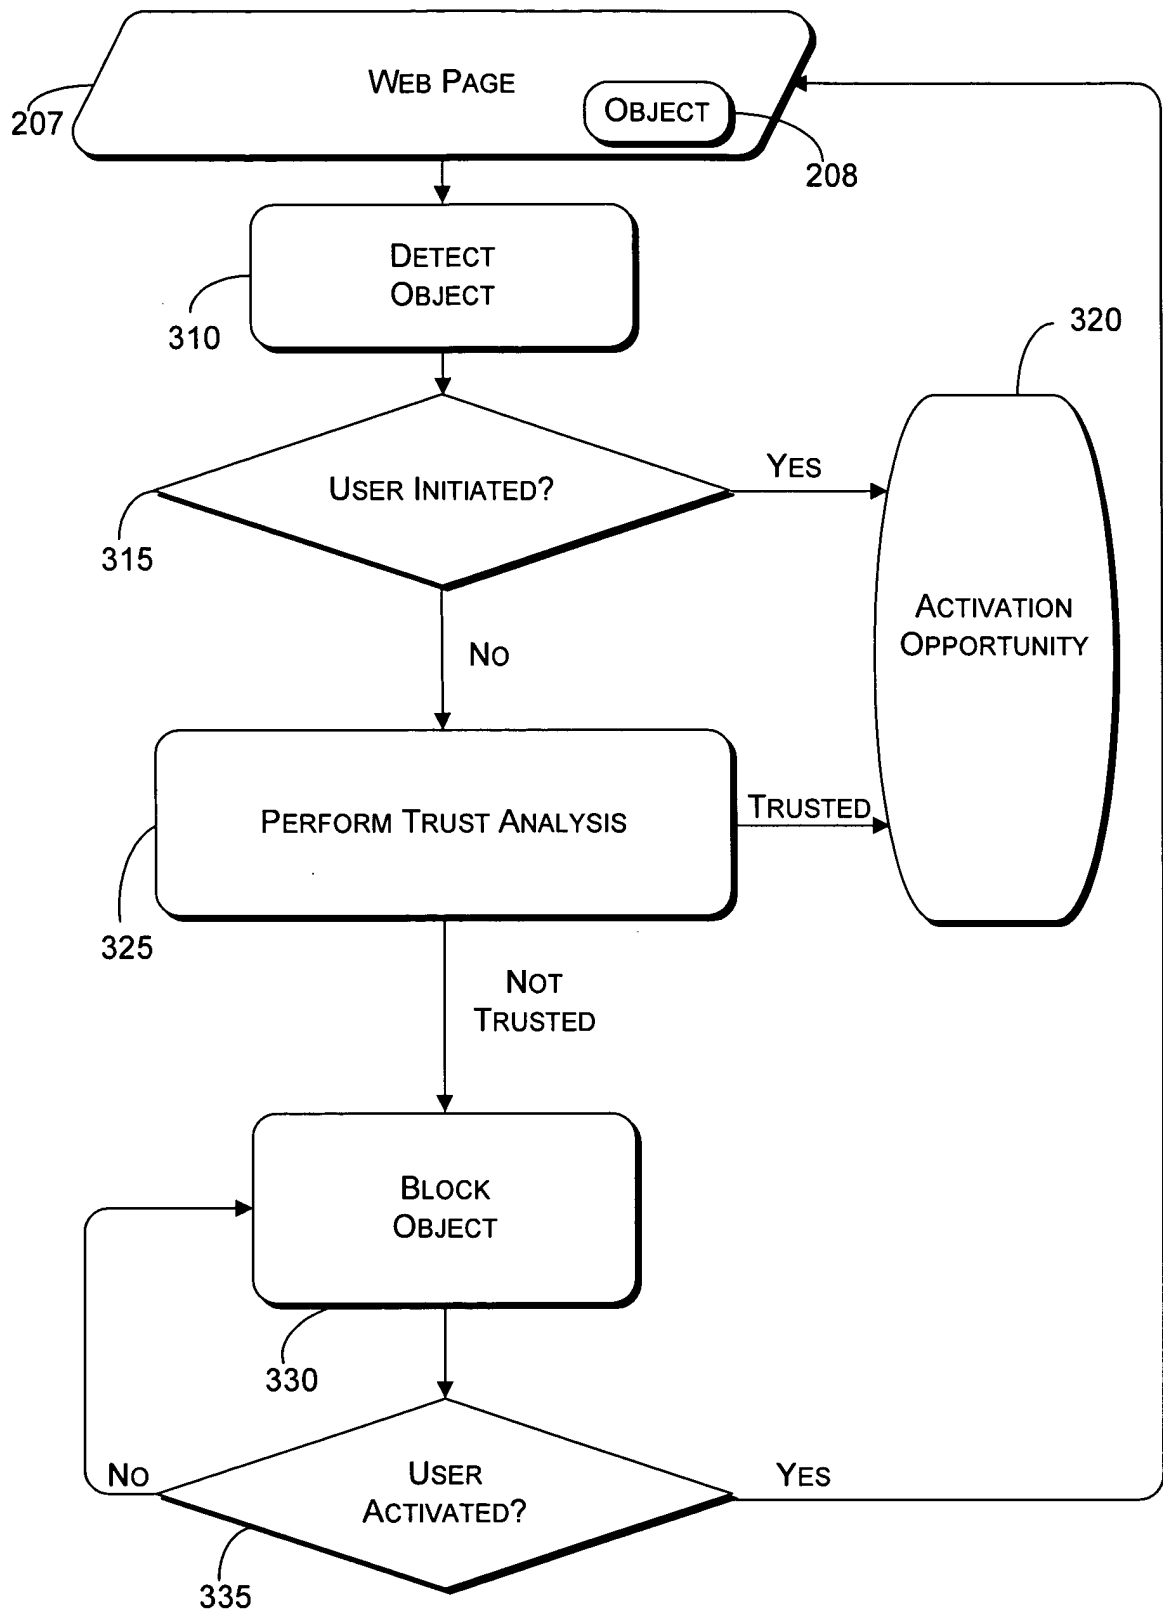 WEB PAGE
OBJECT
207
208
DETECT
OBJECT
310
320
USER INITIATED?
YES
315
ACTIVATION
OPPORTUNITY
NO
PERFORM TRUST ANALYSIS
TRUSTED
325
NOT
TRUSTED
BLOCK
OBJECT
330
NO
USER
ACTIVATED?
YES
335